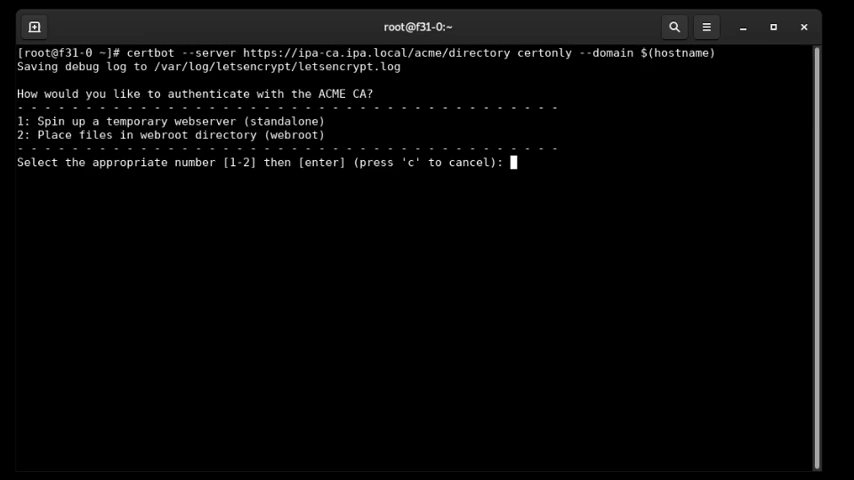 root@f31-0:~
[root@f31-0 ~]# certbot --server https://ipa-ca.ipa.local/acme/directory certonly --domain $(hostname)
Saving debug log to /var/log/letsencrypt/letsencrypt.log
How would you like to authenticate with the ACME CA?
- - - - - - - - - - - - - - - - - - - - - - - - - - - - - - - - - - - - - - - -
1: Spin up a temporary webserver (standalone)
2: Place files in webroot directory (webroot)
- - - - - - - - - - - - - - - - - - - - - - - - - - - - - - - - - - - - - - - -
Select the appropriate number [1-2] then [enter] (press 'c' to cancel):